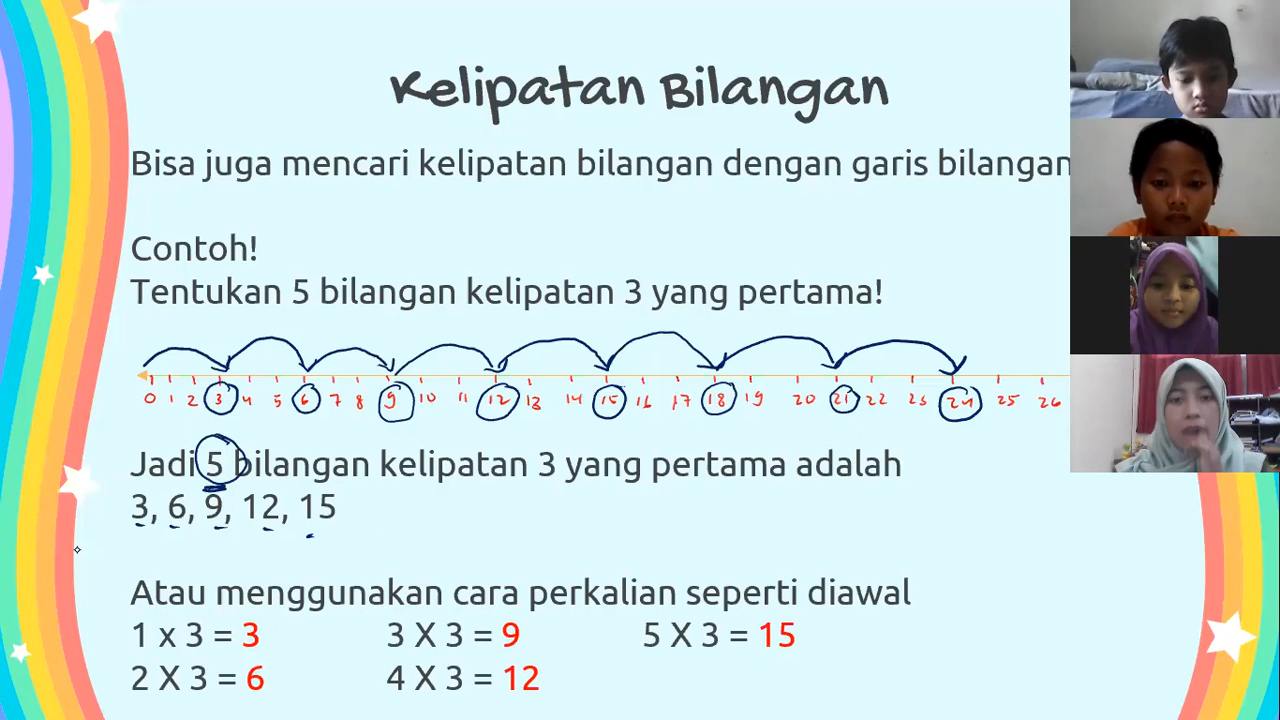 Kelipatan Bilangan
Bisa juga mencari kelipatan bilangan dengan garis bilangan
Contoh!
Tentukan 5 bilangan kelipatan 3 yang pertama!
0 1 2 3 4 5 6 7 8 9 10 11 12 13 14 15 16 17 18 19 20 21 22 23 24 25 26
Jadi 5 bilangan kelipatan 3 yang pertama adalah
3, 6, 9, 12, 15
Atau menggunakan cara perkalian seperti diawal
1 x 3 = 3 3 X 3 = 9 5 X 3 = 15
2 X 3 = 6 4 X 3 = 12